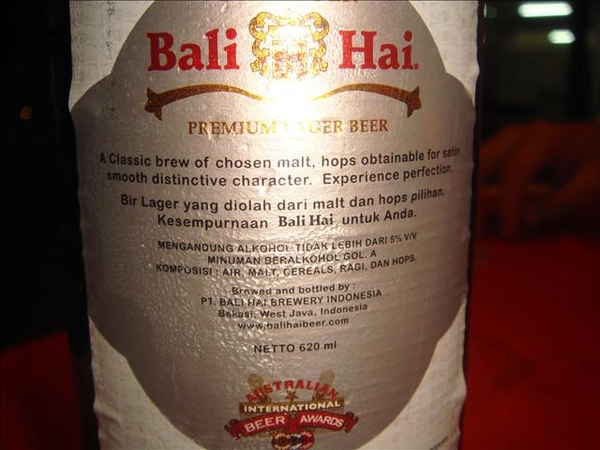 Bali Hai
PREMIUM LAGER BEER
A Classic brew of chosen malt, hops obtainable for satin
smooth distinctive character. Experience perfection.
Bir Lager yang diolah dari malt dan hops pilihan.
Kesempurnaan Bali Hai untuk Anda.
MENGANDUNG ALKOHOL TIDAK LEBIH DARI 5% V/V
MINUMAN BERALKOHOL GOL. A
KOMPOSISI : AIR, MALT, CEREALS, RAGI, DAN HOPS.
Brewed and bottled by :
PT. BALI HAI BREWERY INDONESIA
Bekasi, West Java, Indonesia
www.balihaibeer.com
NETTO 620 ml
AUSTRALIAN
INTERNATIONAL
BEER AWARDS